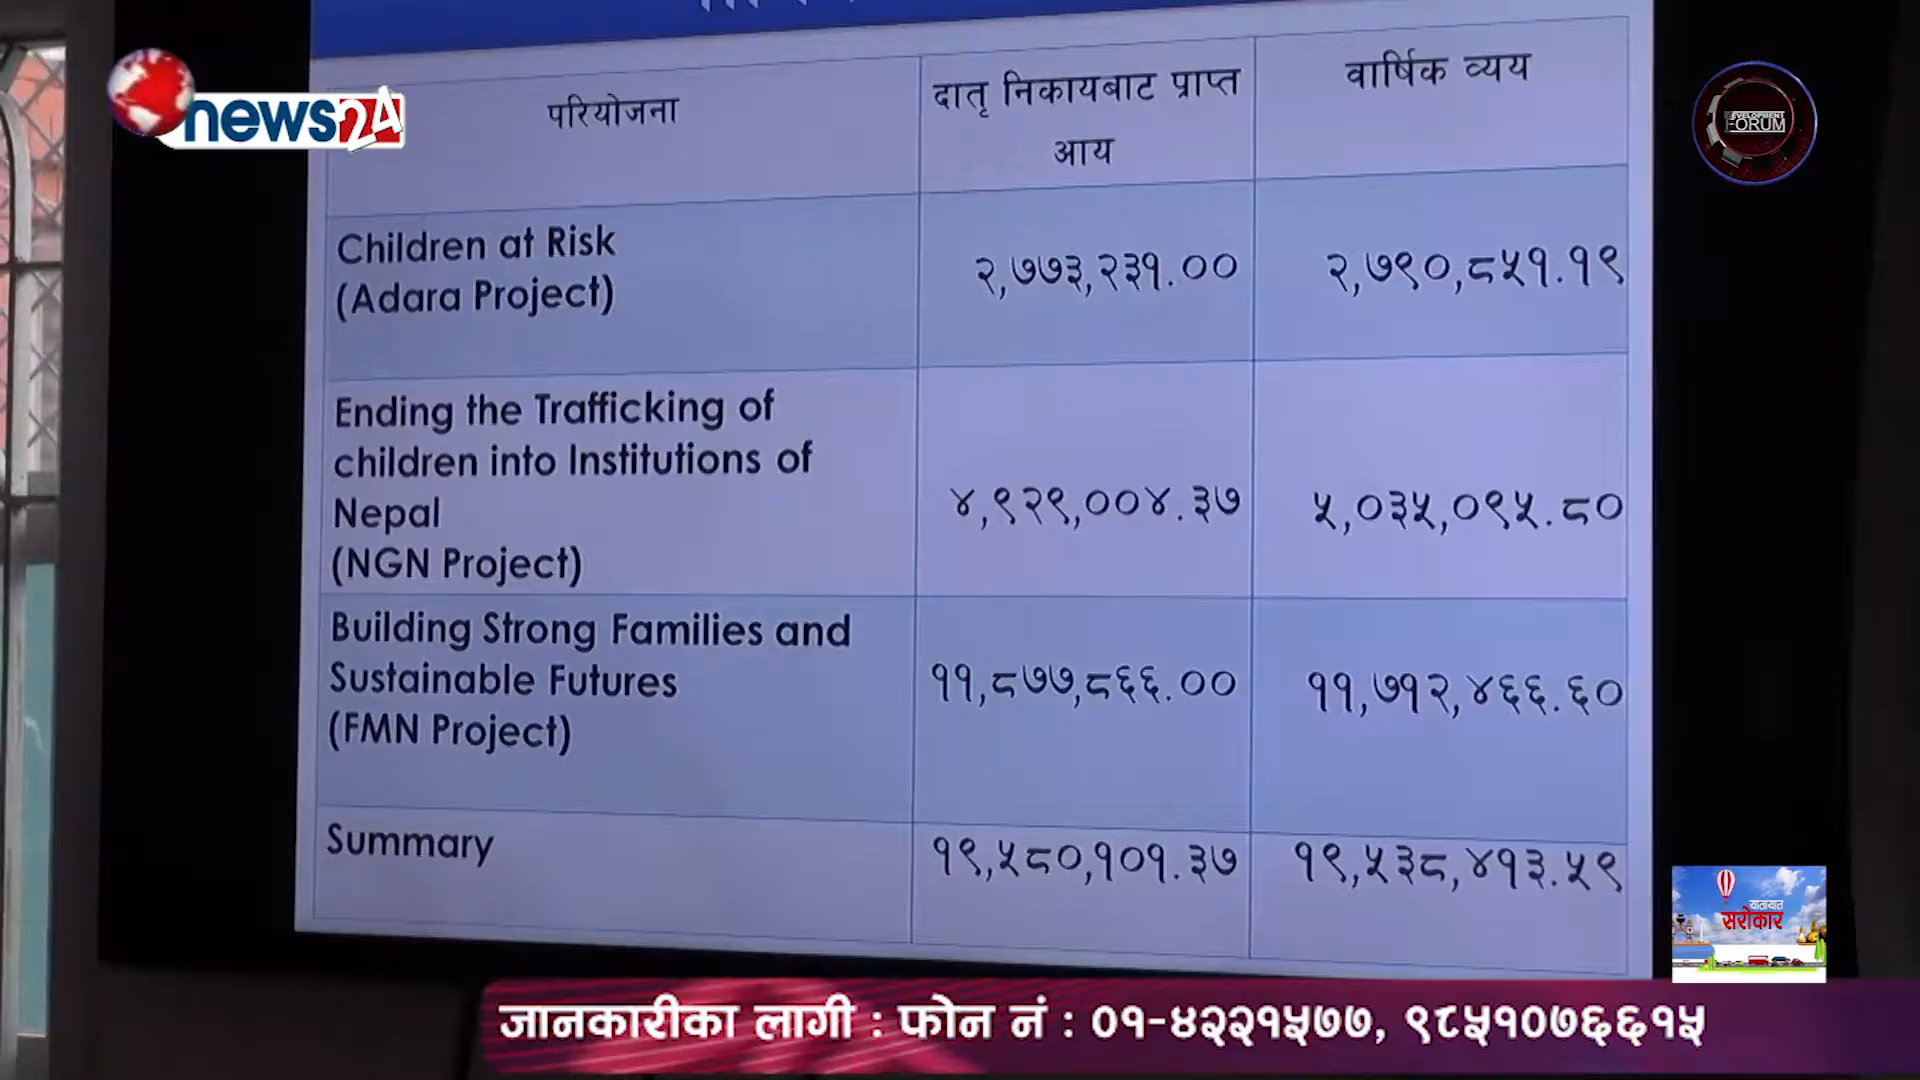 news24
DEVELOPMENT
FORUM
परियोजना
दातृ निकायबाट प्राप्त
आय
वार्षिक व्यय
Children at Risk
(Adara Project)
२,७७३,२३१.००
२,७९०,८५१.१९
Ending the Trafficking of
children into Institutions of
Nepal
(NGN Project)
४,९२९,००४.३७
५,०३५,०९५.८०
Building Strong Families and
Sustainable Futures
(FMN Project)
११,८७७,८६६.००
११,७१२,४६६.६०
Summary
१९,५८०,१०१.३७
१९,५३८,४१३.५९
यातायात
सरोकार
जानकारीका लागी : फोन नं : ०१-४२२१५७७, ९८५१०७६६१५